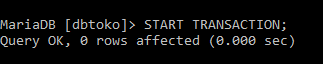 MariaDB [dbtoko]> START TRANSACTION;
Query OK, 0 rows affected (0.000 sec)